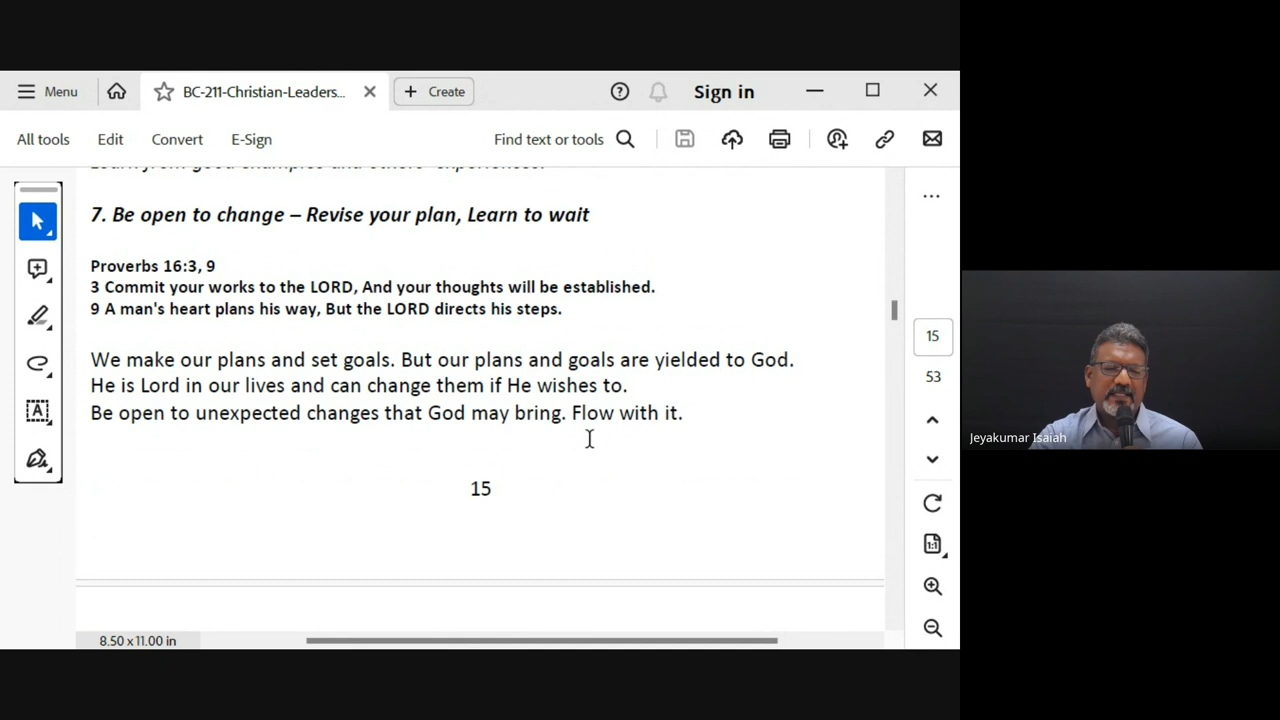 Menu
BC-211-Christian-Leaders...
Create
Sign in
All tools
Edit
Convert
E-Sign
Find text or tools
7. Be open to change – Revise your plan, Learn to wait
Proverbs 16:3, 9
3 Commit your works to the LORD, And your thoughts will be established.
9 A man's heart plans his way, But the LORD directs his steps.
We make our plans and set goals. But our plans and goals are yielded to God.
He is Lord in our lives and can change them if He wishes to.
Be open to unexpected changes that God may bring. Flow with it.
15
15
53
1:1
8.50 x 11.00 in
Jeyakumar Isaiah